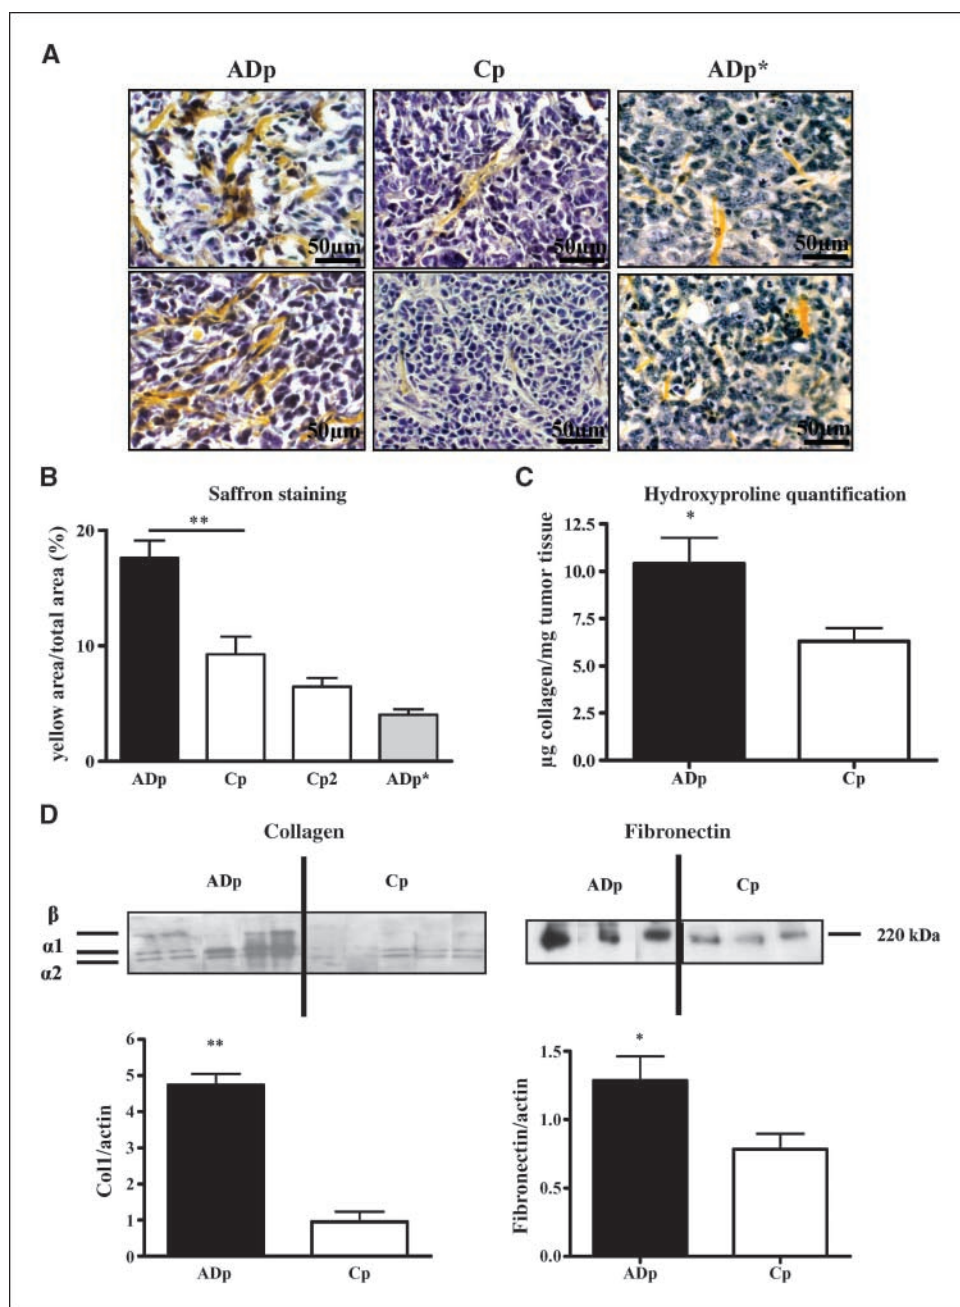 A
ADp Cp ADp*
50µm 50µm 50µm
50µm 50µm 50µm
B
Saffron staining
yellow area/total area (%)
20
10
0
**
ADp Cp Cp2 ADp*
C
Hydroxyproline quantification
µg collagen/mg tumor tissue
12.5
10.0
7.5
5.0
2.5
0.0
*
ADp Cp
D
Collagen
ADp Cp
β
α1
α2
Fibronectin
ADp Cp
220 kDa
Col1/actin
6
5
4
3
2
1
0
**
ADp Cp
Fibronectin/actin
1.5
1.0
0.5
0.0
*
ADp Cp